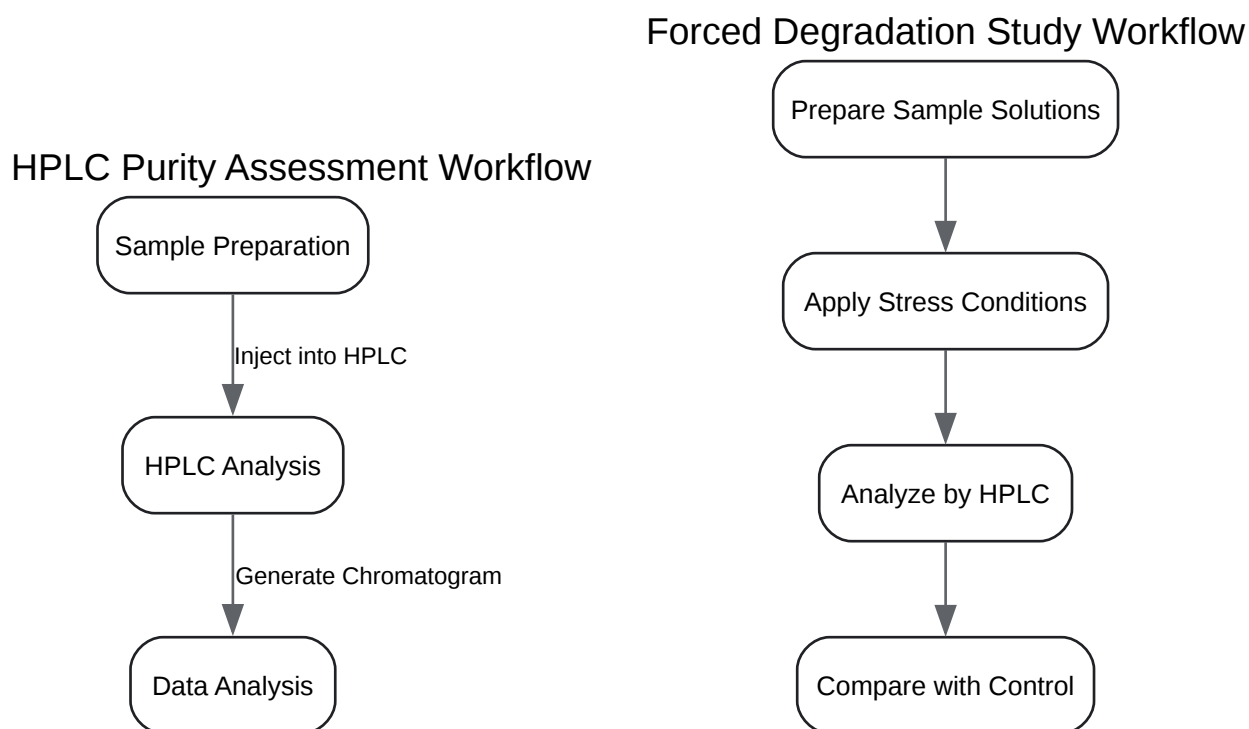 HPLC Purity Assessment Workflow
Sample Preparation
Inject into HPLC
HPLC Analysis
Generate Chromatogram
Data Analysis
Forced Degradation Study Workflow
Prepare Sample Solutions
Apply Stress Conditions
Analyze by HPLC
Compare with Control